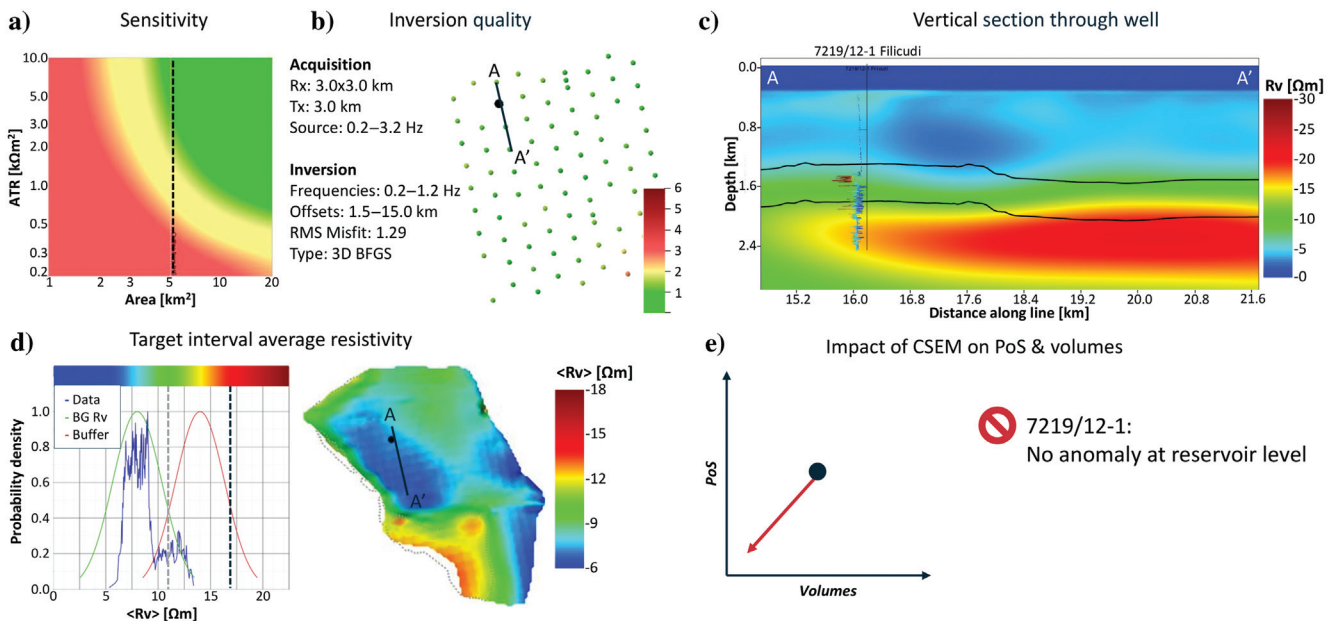 a)
Sensitivity
10.0
5.0
3.0
2.0
1.0
0.5
0.3
0.2
ATR [kΩm²]
1
2
3
5
10
20
Area [km²]
b)
Inversion quality
Acquisition
Rx: 3.0x3.0 km
Tx: 3.0 km
Source: 0.2–3.2 Hz
Inversion
Frequencies: 0.2–1.2 Hz
Offsets: 1.5–15.0 km
RMS Misfit: 1.29
Type: 3D BFGS
A
A'
6
5
4
3
2
1
c)
Vertical section through well
7219/12-1 Filicudi
A
A'
0.0
0.8
1.6
2.4
Depth [km]
15.2
16.0
16.8
17.6
18.4
19.2
20.0
20.8
21.6
Distance along line [km]
Rv [Ωm]
-30
-25
-20
-15
-10
-5
-0
d)
Target interval average resistivity
Data
BG Rv
Buffer
1.0
0.8
0.6
0.4
0.2
0.0
Probability density
0
5
10
15
20
<Rv> [Ωm]
A
A'
<Rv> [Ωm]
-18
-15
-12
-9
-6
e)
Impact of CSEM on PoS & volumes
PoS
Volumes
7219/12-1:
No anomaly at reservoir level